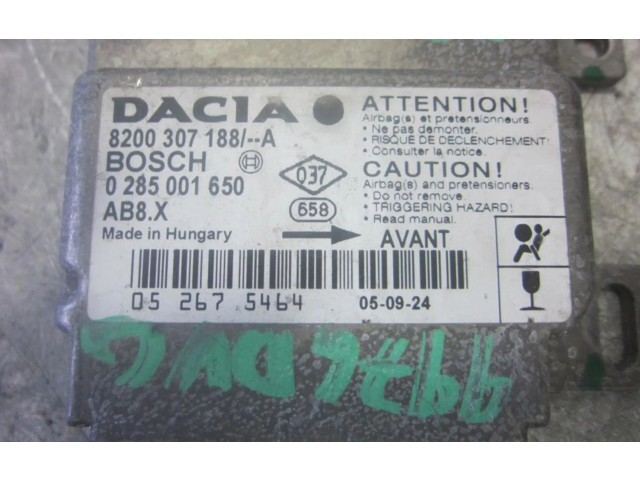 DACIA
8200 307 188/--A
BOSCH
0 285 001 650
AB8.X
Made in Hungary
037
658
AVANT
ATTENTION!
Airbag(s) et pretensionneurs
• Ne pas demonter.
• RISQUE DE DECLENCHEMENT!
• Consulter la notice.
CAUTION!
Airbag(s) and pretensioners.
• Do not remove.
• TRIGGERING HAZARD!
• Read manual.
05 267 5464
05-09-24